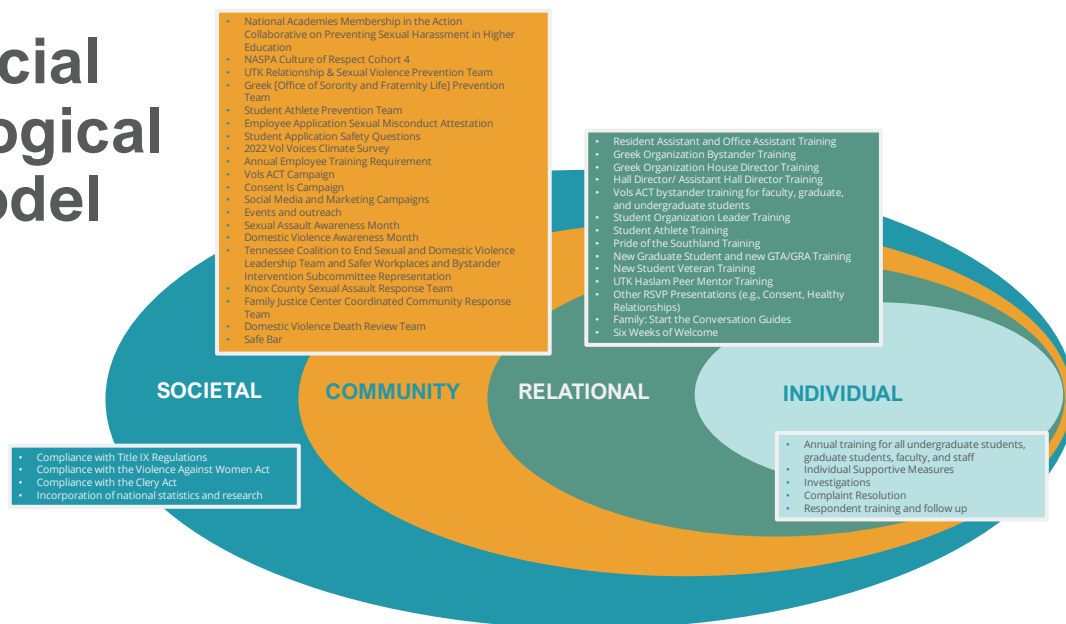 cial
logical
odel
• National Academies Membership in the Action
Collaborative on Preventing Sexual Harassment in Higher
Education
• NASPA Culture of Respect Cohort 4
• UTK Relationship & Sexual Violence Prevention Team
• Greek [Office of Sorority and Fraternity Life] Prevention
Team
• Student Athlete Prevention Team
• Employee Application Sexual Misconduct Attestation
• Student Application Safety Questions
• 2022 Vol Voices Climate Survey
• Annual Employee Training Requirement
• Vols ACT Campaign
• Consent Is Campaign
• Social Media and Marketing Campaigns
• Events and outreach
• Sexual Assault Awareness Month
• Domestic Violence Awareness Month
• Tennessee Coalition to End Sexual and Domestic Violence
Leadership Team and Safer Workplaces and Bystander
Intervention Subcommittee Representation
• Knox County Sexual Assault Response Team
• Family Justice Center Coordinated Community Response
Team
• Domestic Violence Death Review Team
• Safe Bar
• Resident Assistant and Office Assistant Training
• Greek Organization Bystander Training
• Greek Organization House Director Training
• Hall Director/ Assistant Hall Director Training
• Vols ACT bystander training for faculty, graduate,
and undergraduate students
• Student Organization Leader Training
• Student Athlete Training
• Pride of the Southland Training
• New Graduate Student and new GTA/GRA Training
• New Student Veteran Training
• UTK Haslam Peer Mentor Training
• Other RSVP Presentations (e.g., Consent, Healthy
Relationships)
• Family: Start the Conversation Guides
• Six Weeks of Welcome
SOCIETAL
COMMUNITY
RELATIONAL
INDIVIDUAL
• Compliance with Title IX Regulations
• Compliance with the Violence Against Women Act
• Compliance with the Clery Act
• Incorporation of national statistics and research
• Annual training for all undergraduate students,
graduate students, faculty, and staff
• Individual Supportive Measures
• Investigations
• Complaint Resolution
• Respondent training and follow up